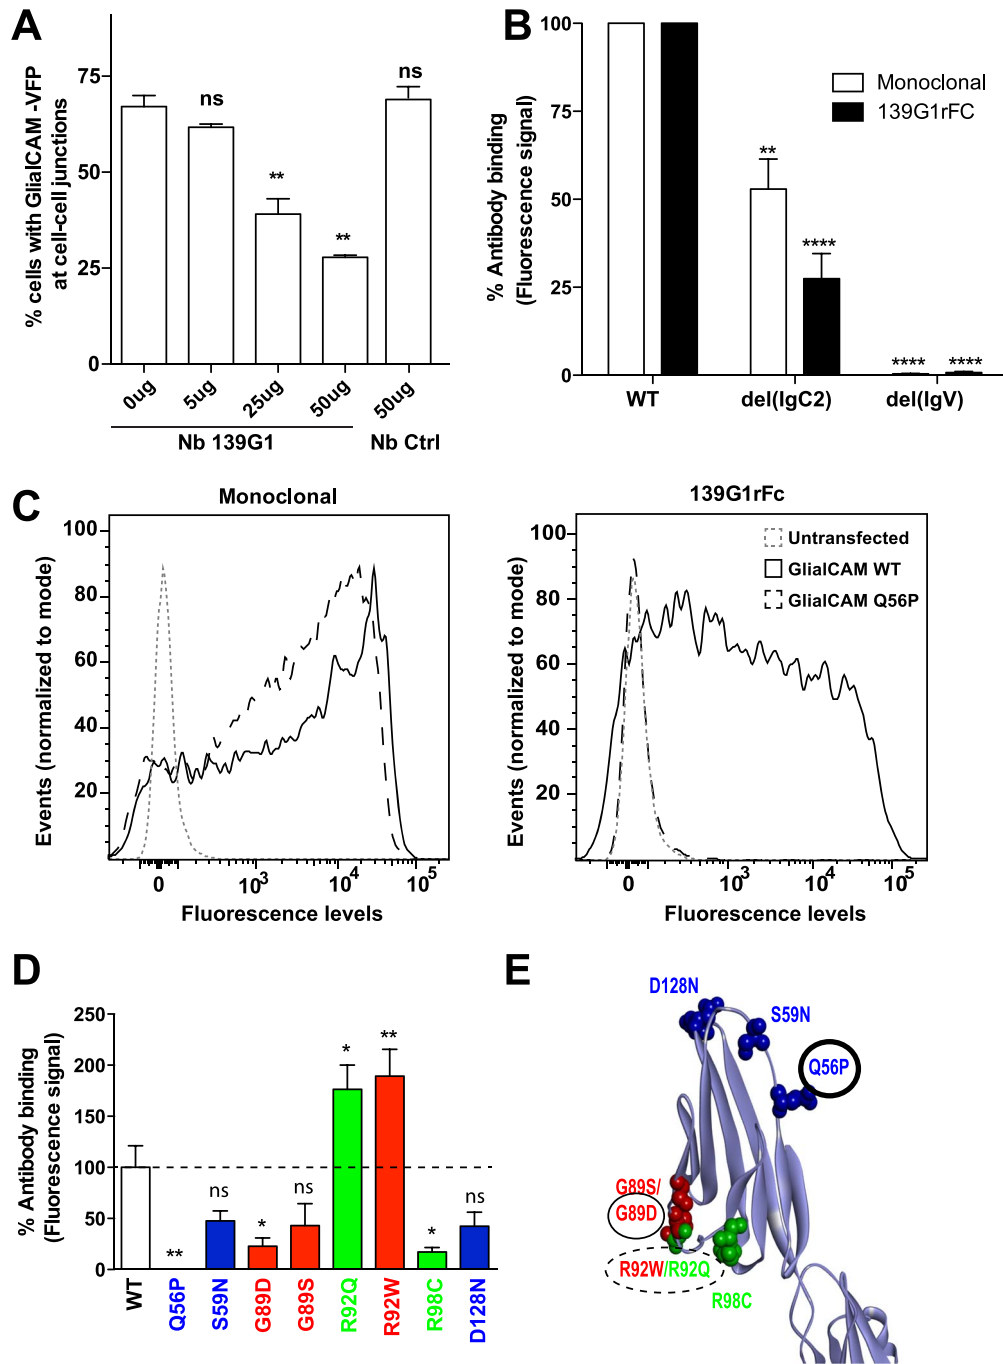 A
% cells with GlialCAM -VFP
at cell-cell junctions
75
50
25
0
ns
**
**
ns
0ug
5ug
25ug
50ug
50ug
Nb 139G1
Nb Ctrl
B
% Antibody binding
(Fluorescence signal)
100
75
50
25
0
Monoclonal
139G1rFC
**
****
****
****
WT
del(IgC2)
del(IgV)
C
Monoclonal
Events (normalized to mode)
100
80
60
40
20
0
10³
10⁴
10⁵
Fluorescence levels
139G1rFc
Events (normalized to mode)
100
80
60
40
20
Untransfected
GlialCAM WT
GlialCAM Q56P
0
10³
10⁴
10⁵
Fluorescence levels
D
% Antibody binding
(Fluorescence signal)
250
200
150
100
50
0
**
ns
*
ns
*
**
*
ns
WT
Q56P
S59N
G89D
G89S
R92Q
R92W
R98C
D128N
E
D128N
S59N
Q56P
G89S/
G89D
R92W/R92Q
R98C